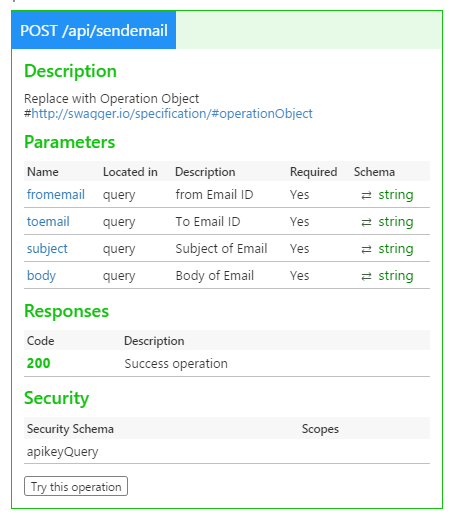 POST /api/sendemail
Description
Replace with Operation Object
#http://swagger.io/specification/#operationObject
Parameters
Name Located in Description Required Schema
fromemail query from Email ID Yes ⇄ string
toemail query To Email ID Yes ⇄ string
subject query Subject of Email Yes ⇄ string
body query Body of Email Yes ⇄ string
Responses
Code Description
200 Success operation
Security
Security Schema Scopes
apikeyQuery
Try this operation